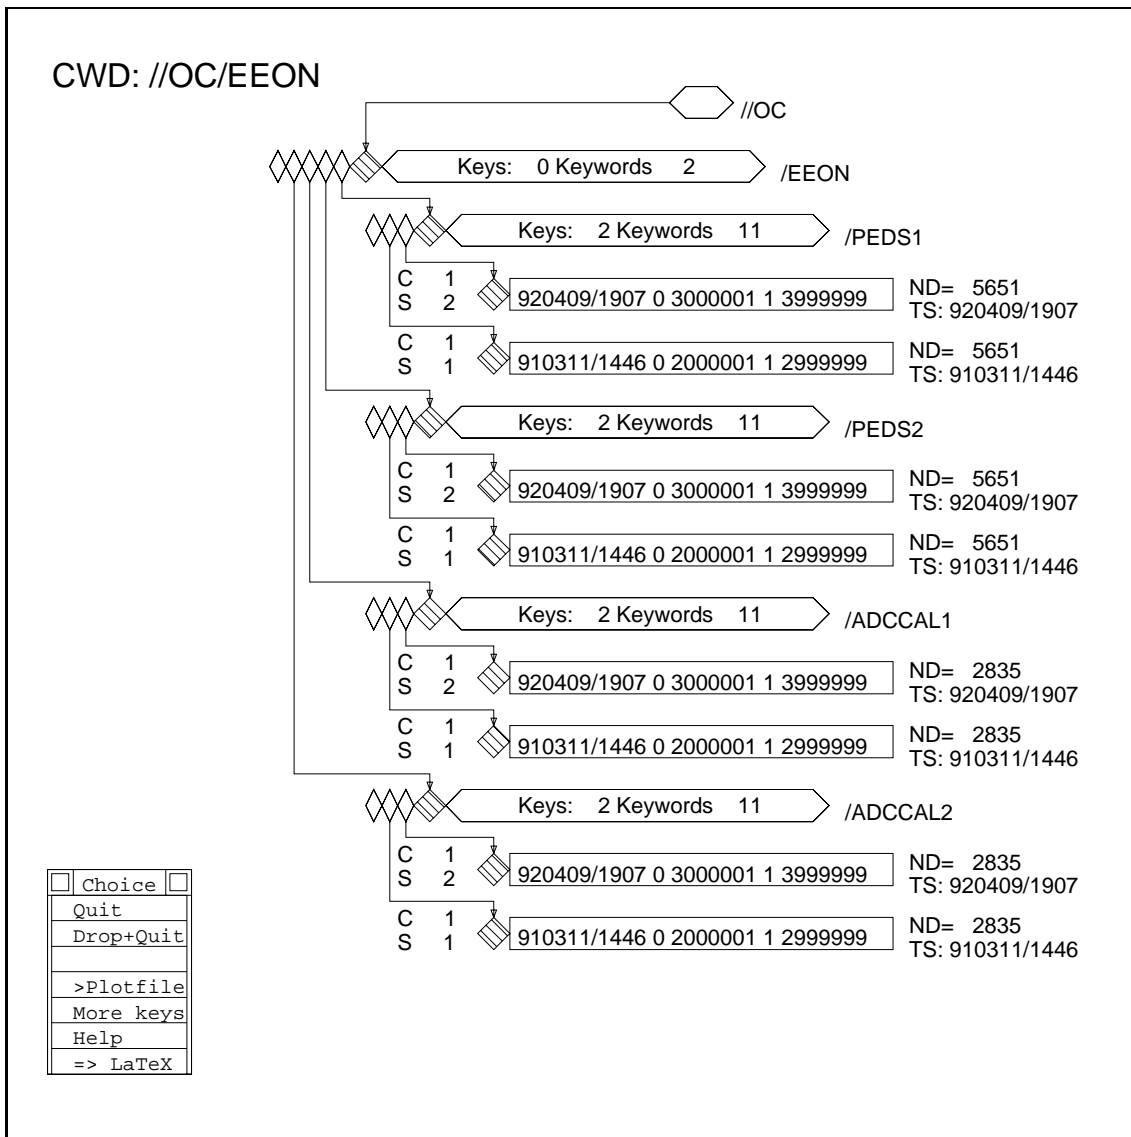 CWD: //OC/EEON
//OC
Keys: 0 Keywords 2 /EEON
Keys: 2 Keywords 11 /PEDS1
C 1
S 2
920409/1907 0 3000001 1 3999999
ND= 5651
TS: 920409/1907
C 1
S 1
910311/1446 0 2000001 1 2999999
ND= 5651
TS: 910311/1446
Keys: 2 Keywords 11 /PEDS2
C 1
S 2
920409/1907 0 3000001 1 3999999
ND= 5651
TS: 920409/1907
C 1
S 1
910311/1446 0 2000001 1 2999999
ND= 5651
TS: 910311/1446
Keys: 2 Keywords 11 /ADCCAL1
C 1
S 2
920409/1907 0 3000001 1 3999999
ND= 2835
TS: 920409/1907
C 1
S 1
910311/1446 0 2000001 1 2999999
ND= 2835
TS: 910311/1446
Keys: 2 Keywords 11 /ADCCAL2
C 1
S 2
920409/1907 0 3000001 1 3999999
ND= 2835
TS: 920409/1907
C 1
S 1
910311/1446 0 2000001 1 2999999
ND= 2835
TS: 910311/1446
Choice
Quit
Drop+Quit
>Plotfile
More keys
Help
=> LaTeX